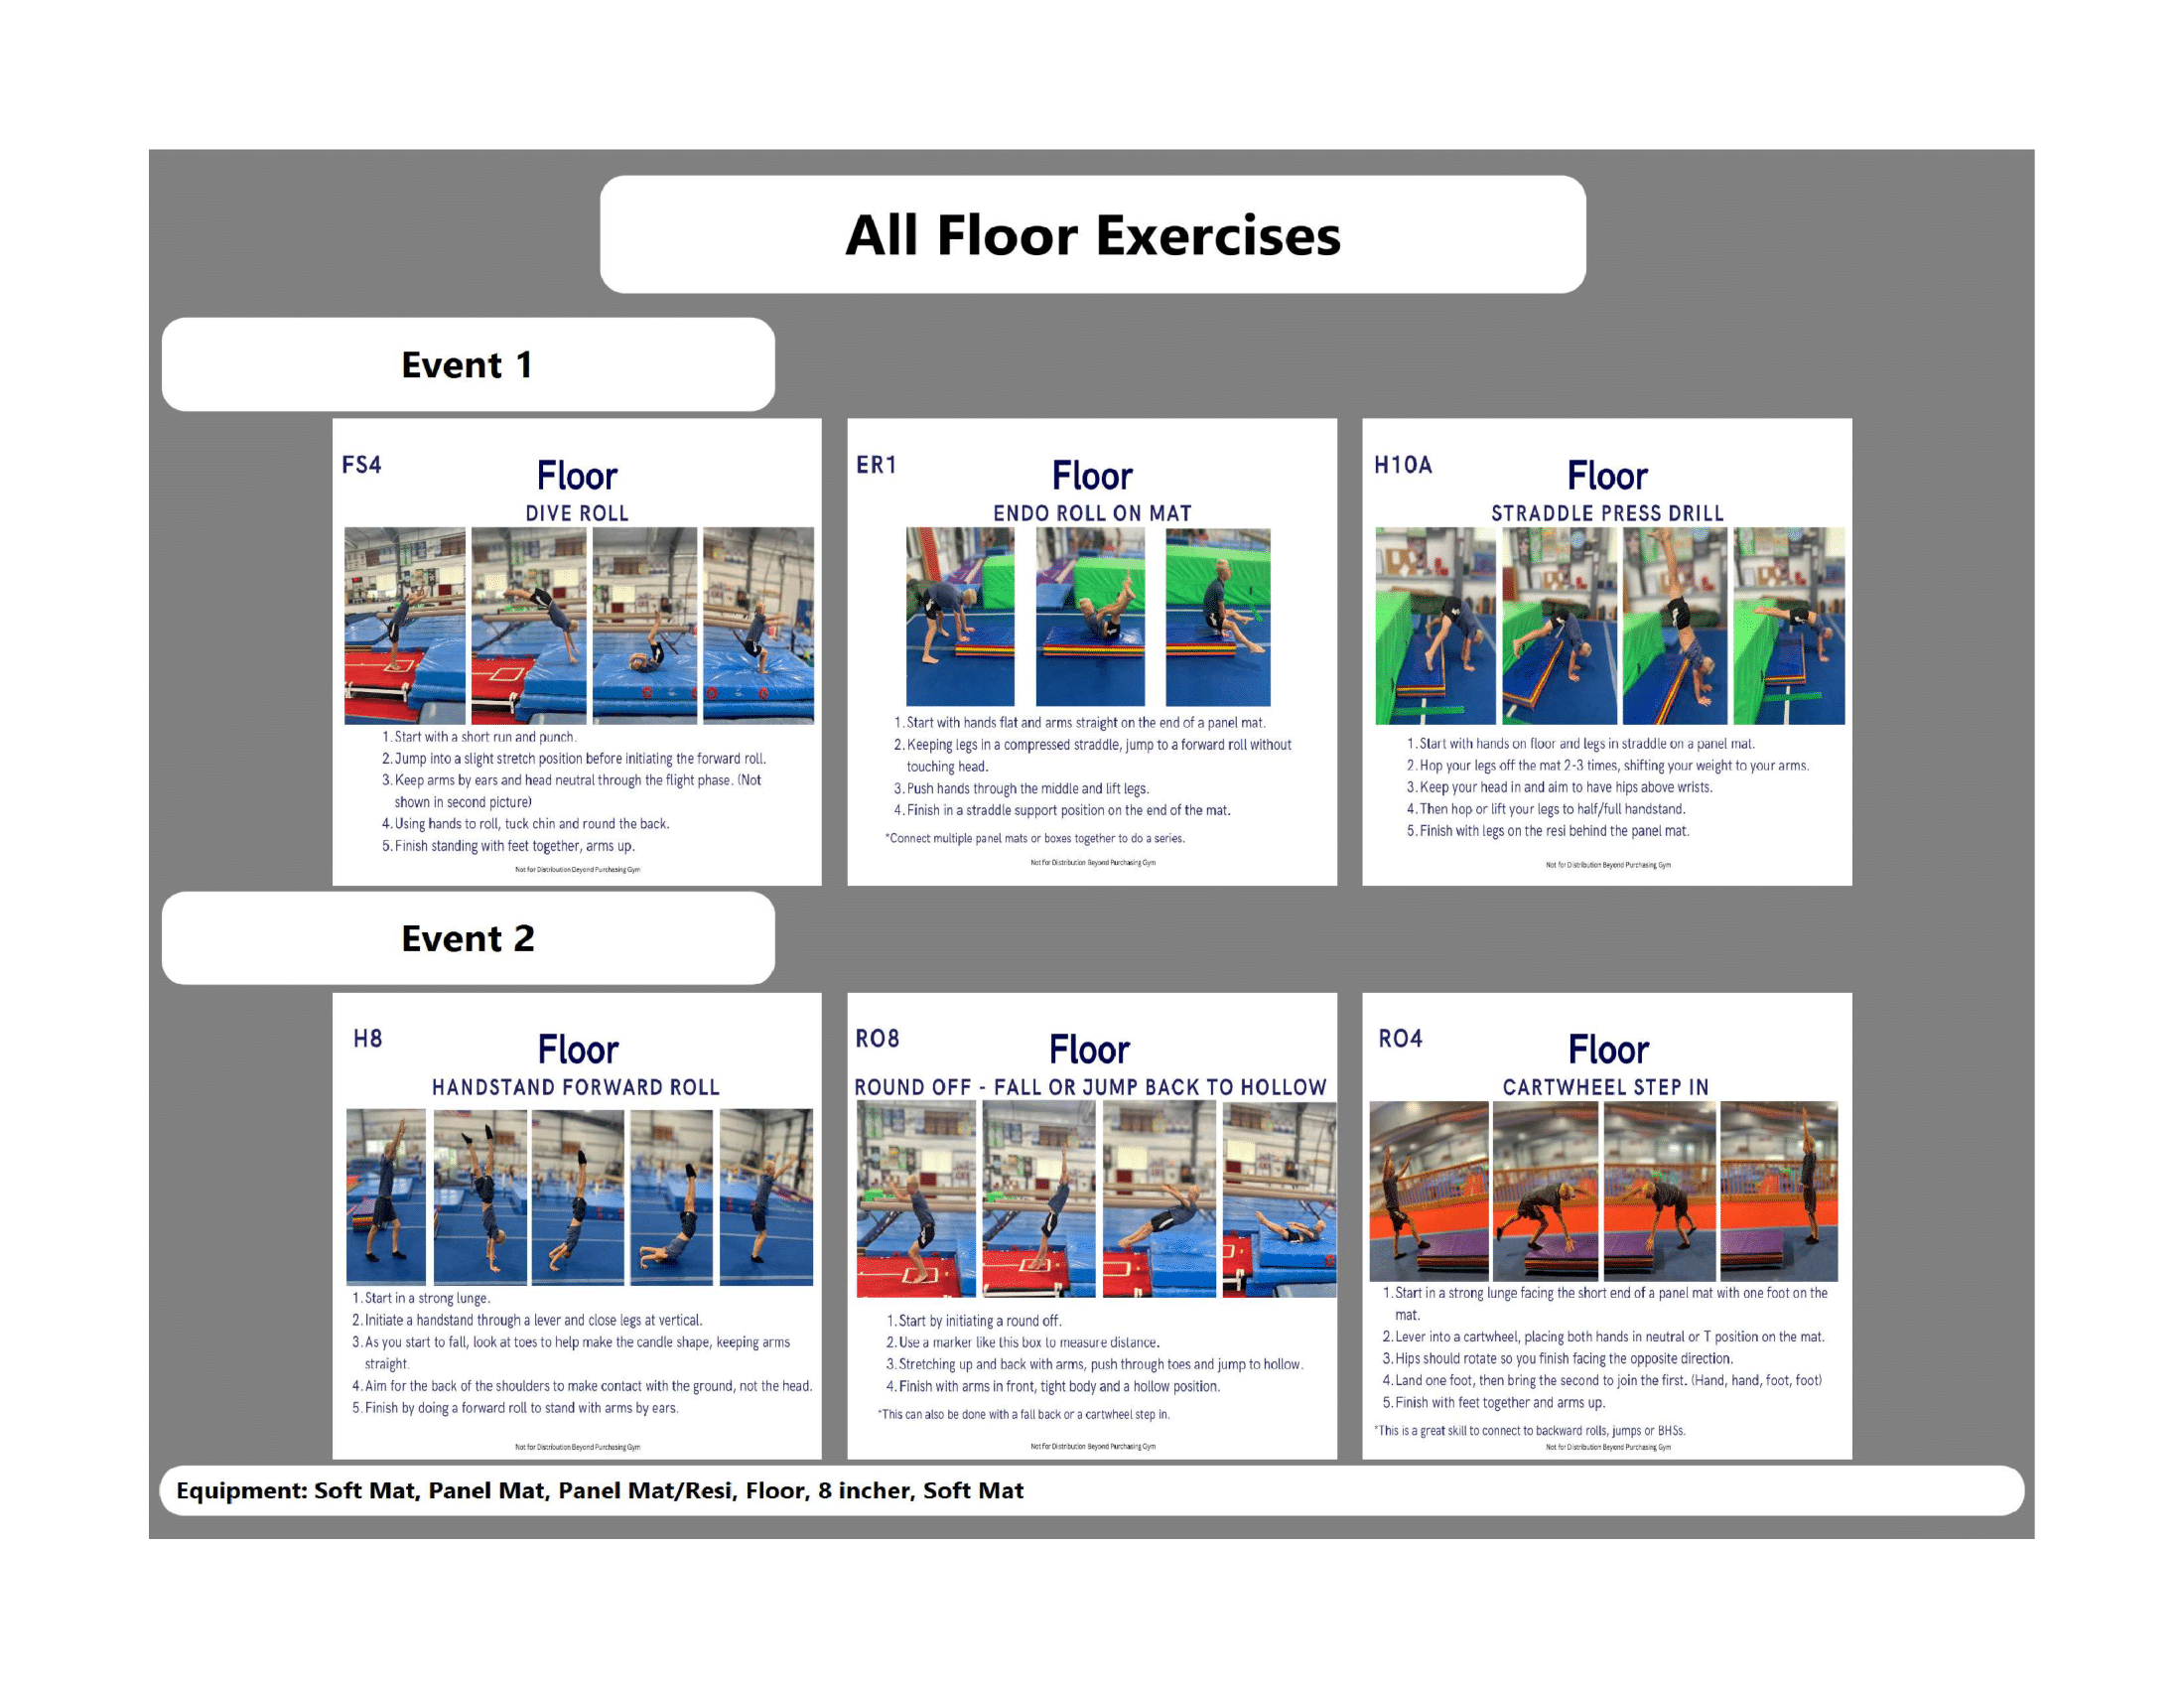 All Floor Exercises
Event 1
FS4
Floor
DIVE ROLL
1. Start with a short run and punch.
2. Jump into a slight stretch position before initiating the forward roll.
3. Keep arms by ears and head neutral through the flight phase. (Not
shown in second picture)
4. Using hands to roll, tuck chin and round the back.
5. Finish standing with feet together, arms up.
Not for Distribution Beyond Purchasing Gym
ER1
Floor
ENDO ROLL ON MAT
1. Start with hands flat and arms straight on the end of a panel mat.
2. Keeping legs in a compressed straddle, jump to a forward roll without
touching head.
3. Push hands through the middle and lift legs.
4. Finish in a straddle support position on the end of the mat.
*Connect multiple panel mats or boxes together to do a series.
Not for Distribution Beyond Purchasing Gym
H10A
Floor
STRADDLE PRESS DRILL
1. Start with hands on floor and legs in straddle on a panel mat.
2. Hop your legs off the mat 2-3 times, shifting your weight to your arms.
3. Keep your head in and aim to have hips above wrists.
4. Then hop or lift your legs to half/full handstand.
5. Finish with legs on the resi behind the panel mat.
Not for Distribution Beyond Purchasing Gym
Event 2
H8
Floor
HANDSTAND FORWARD ROLL
1. Start in a strong lunge.
2. Initiate a handstand through a lever and close legs at vertical.
3. As you start to fall, look at toes to help make the candle shape, keeping arms
straight.
4. Aim for the back of the shoulders to make contact with the ground, not the head.
5. Finish by doing a forward roll to stand with arms by ears.
Not for Distribution Beyond Purchasing Gym
RO8
Floor
ROUND OFF - FALL OR JUMP BACK TO HOLLOW
1. Start by initiating a round off.
2. Use a marker like this box to measure distance.
3. Stretching up and back with arms, push through toes and jump to hollow.
4. Finish with arms in front, tight body and a hollow position.
*This can also be done with a fall back or a cartwheel step in.
Not for Distribution Beyond Purchasing Gym
RO4
Floor
CARTWHEEL STEP IN
1. Start in a strong lunge facing the short end of a panel mat with one foot on the
mat.
2. Lever into a cartwheel, placing both hands in neutral or T position on the mat.
3. Hips should rotate so you finish facing the opposite direction.
4. Land one foot, then bring the second to join the first. (Hand, hand, foot, foot)
5. Finish with feet together and arms up.
*This is a great skill to connect to backward rolls, jumps or BHSs.
Not for Distribution Beyond Purchasing Gym
Equipment: Soft Mat, Panel Mat, Panel Mat/Resi, Floor, 8 incher, Soft Mat